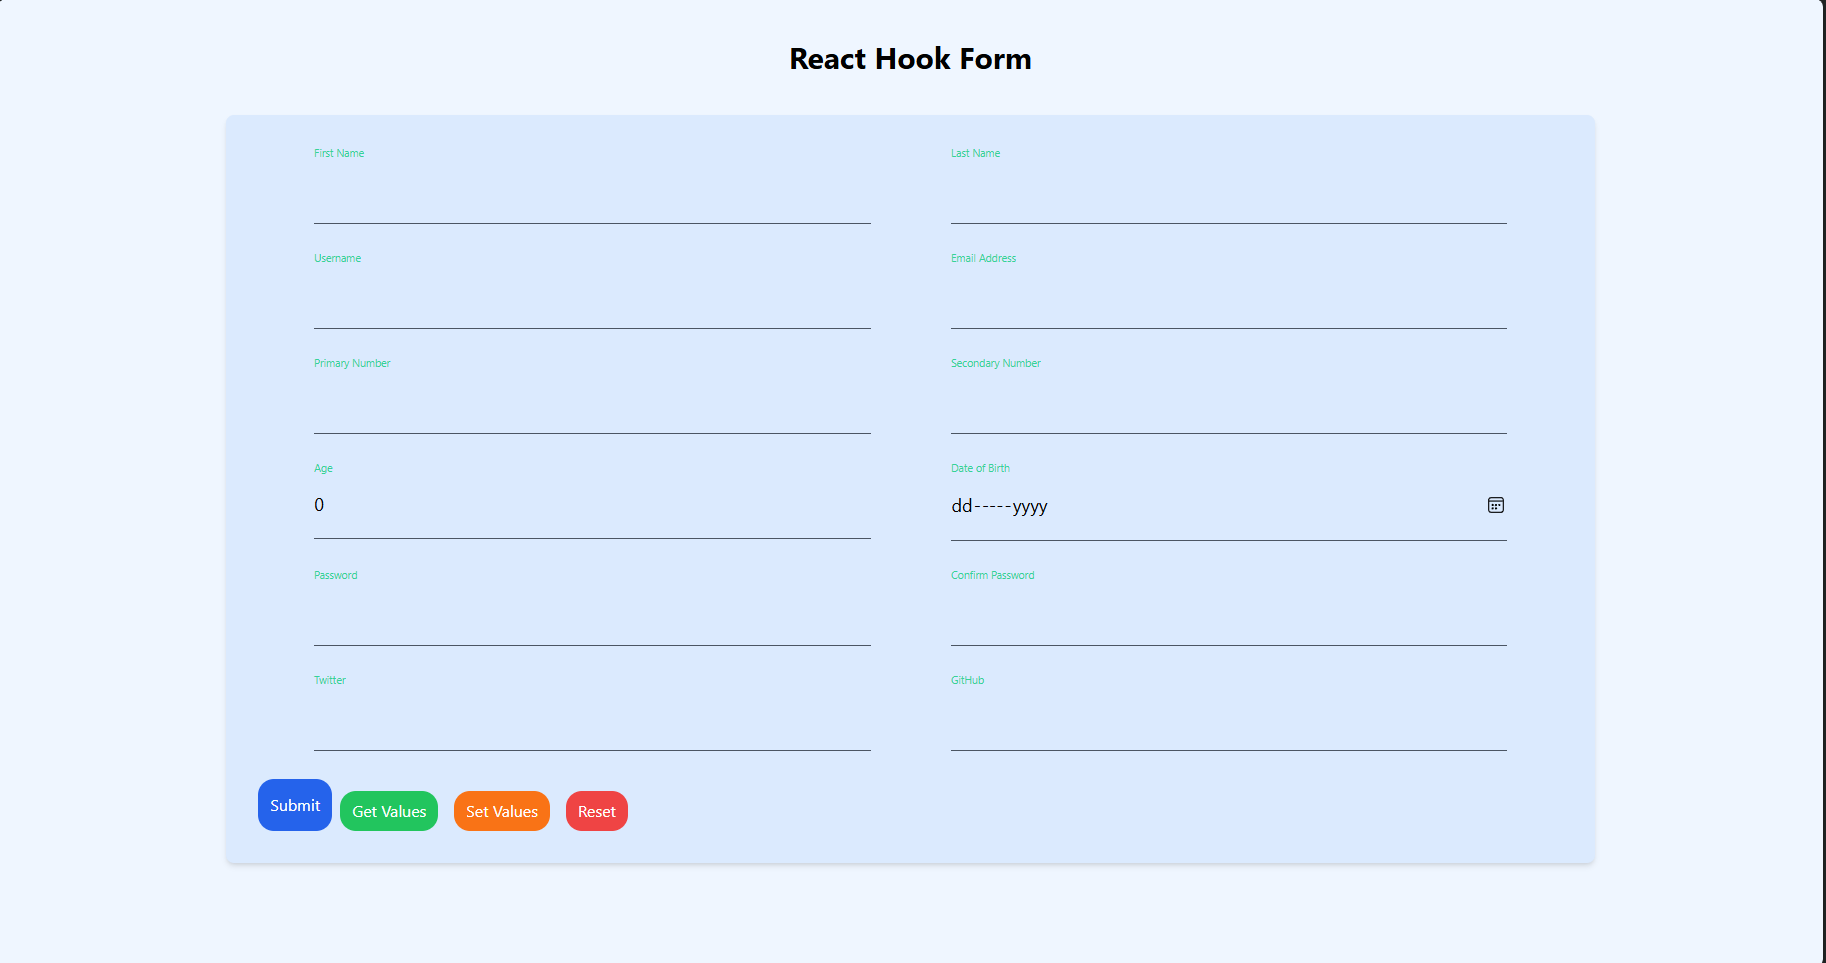 React Hook Form
First Name
Last Name
Username
Email Address
Primary Number
Secondary Number
Age
0
Date of Birth
dd-----yyyy
Password
Confirm Password
Twitter
GitHub
Submit
Get Values
Set Values
Reset